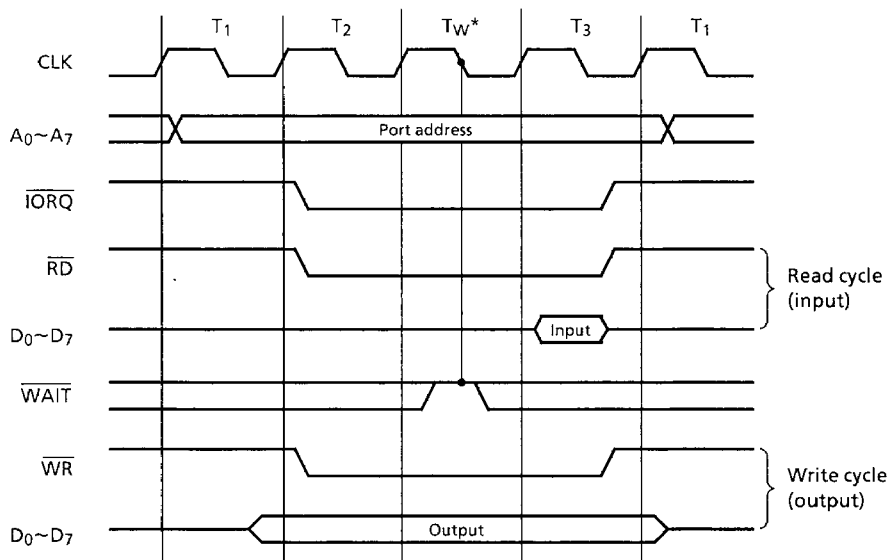 T1 T2 TW* T3 T1
CLK
A0~A7 Port address
IORQ
RD
Read cycle
(input)
D0~D7 Input
WAIT
WR
Write cycle
(output)
D0~D7 Output